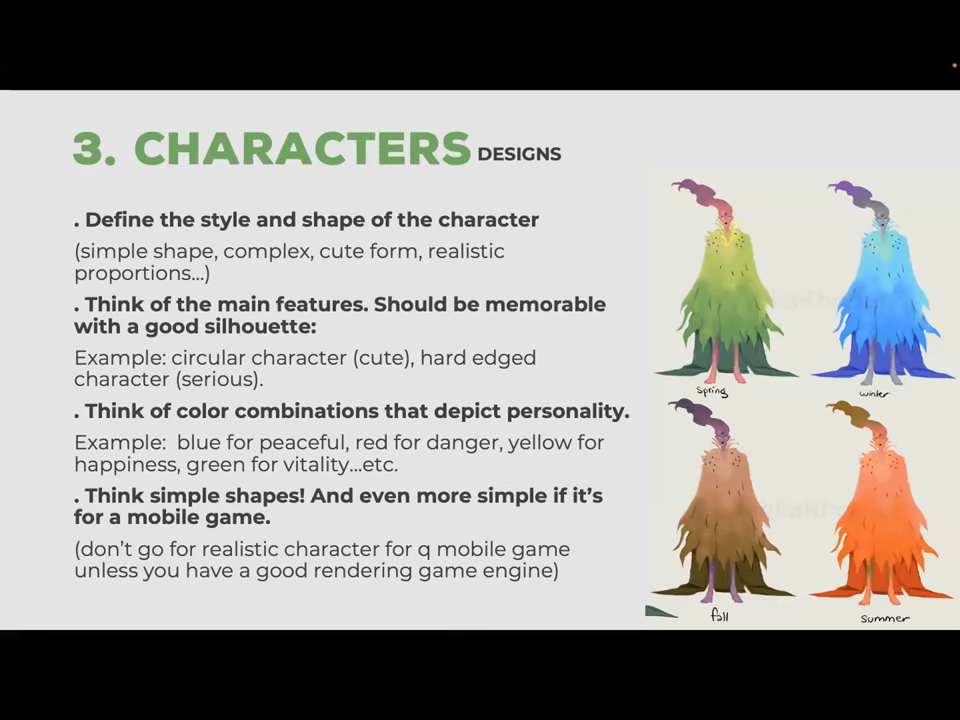 3. CHARACTERS DESIGNS
. Define the style and shape of the character
(simple shape, complex, cute form, realistic
proportions...)
. Think of the main features. Should be memorable
with a good silhouette:
Example: circular character (cute), hard edged
character (serious).
. Think of color combinations that depict personality.
Example:  blue for peaceful, red for danger, yellow for
happiness, green for vitality...etc.
. Think simple shapes! And even more simple if it's
for a mobile game.
(don't go for realistic character for q mobile game
unless you have a good rendering game engine)
Spring
winter
fall
summer